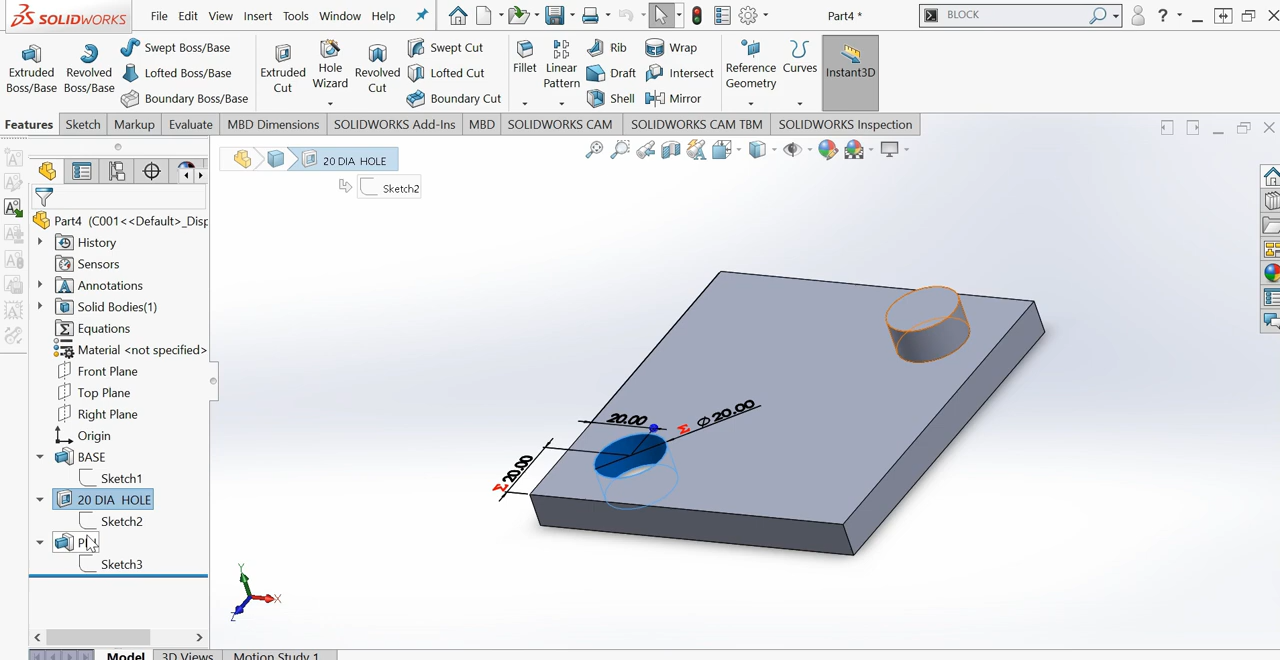 SOLIDWORKS File Edit View Insert Tools Window Help Part4 * BLOCK ?
Extruded Boss/Base
Revolved Boss/Base
Swept Boss/Base
Lofted Boss/Base
Boundary Boss/Base
Extruded Cut
Hole Wizard
Revolved Cut
Swept Cut
Lofted Cut
Boundary Cut
Fillet
Linear Pattern
Rib
Draft
Shell
Wrap
Intersect
Mirror
Reference Geometry
Curves
Instant3D
Features Sketch Markup Evaluate MBD Dimensions SOLIDWORKS Add-Ins MBD SOLIDWORKS CAM SOLIDWORKS CAM TBM SOLIDWORKS Inspection
20 DIA HOLE
Sketch2
Part4 (C001<<Default>_Disp
History
Sensors
Annotations
Solid Bodies(1)
Equations
Material <not specified>
Front Plane
Top Plane
Right Plane
Origin
BASE
Sketch1
20 DIA HOLE
Sketch2
Sketch3
20.00
Σ ∅ 20.00
Σ 20.00
Y
X
Z
Model 3D Views Motion Study 1